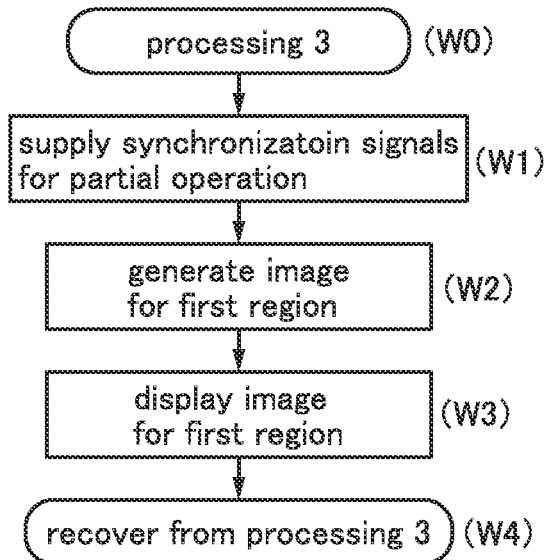 processing 3 (W0)
supply synchronizatoin signals
for partial operation (W1)
generate image
for first region (W2)
display image
for first region (W3)
recover from processing 3 (W4)